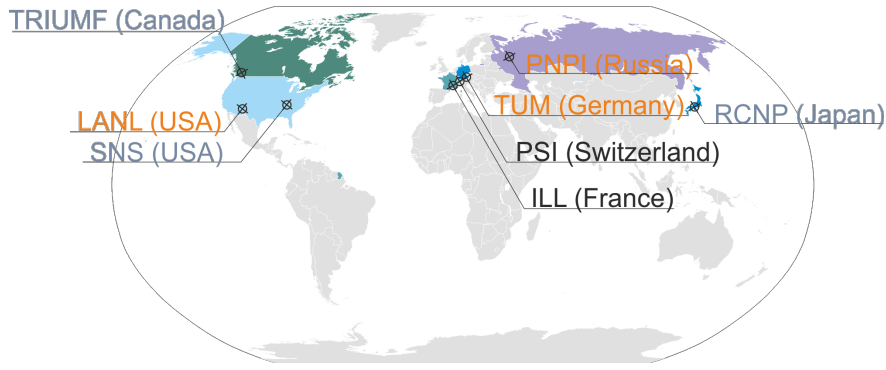 TRIUMF (Canada)
PNPI (Russia)
LANL (USA)
TUM (Germany)
RCNP (Japan)
SNS (USA)
PSI (Switzerland)
ILL (France)